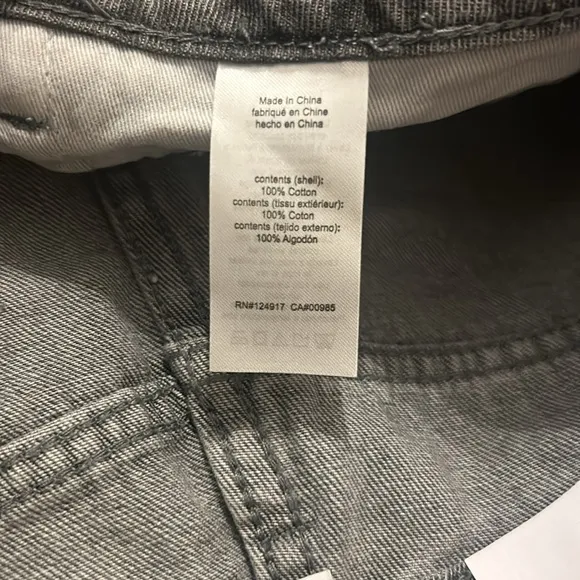 Made in China
fabriqué en Chine
hecho en China
contents (shell):
100% Cotton
contents (tissu extérieur):
100% Coton
contents (tejido externo):
100% Algodón
RN#124917 CA#00985